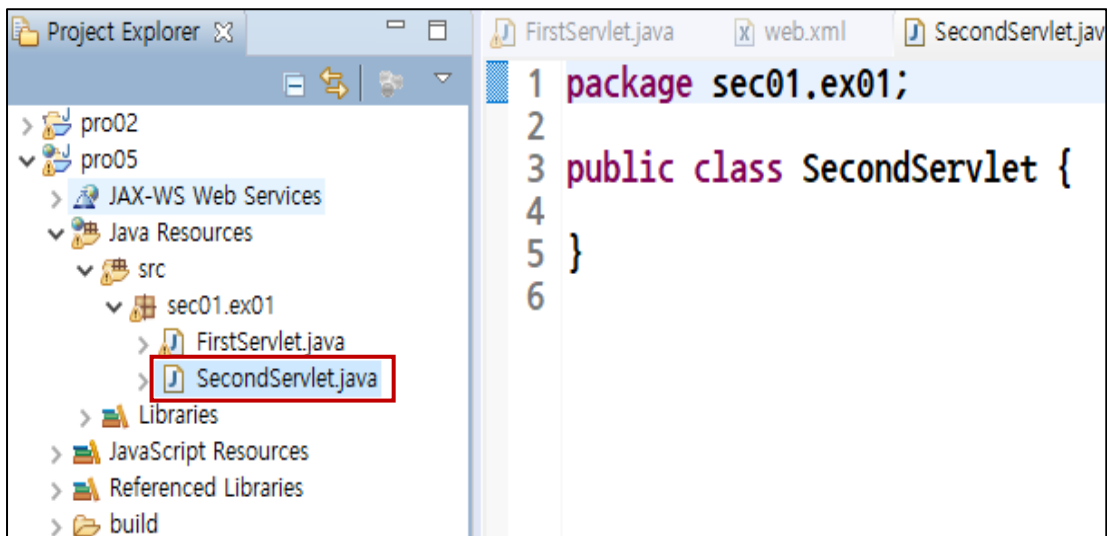 Project Explorer
pro02
pro05
JAX-WS Web Services
Java Resources
src
sec01.ex01
FirstServlet.java
SecondServlet.java
Libraries
JavaScript Resources
Referenced Libraries
build
FirstServlet.java web.xml SecondServlet.jav
1 package sec01.ex01;
2
3 public class SecondServlet {
4
5 }
6